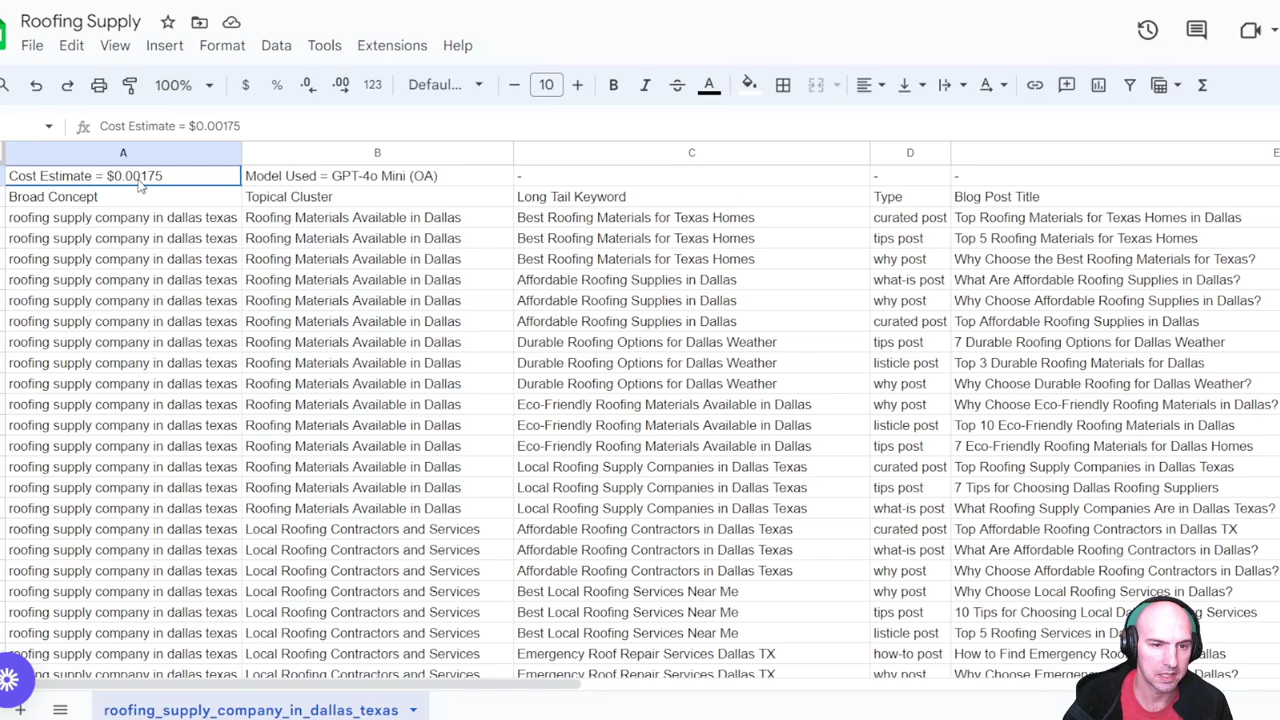 Roofing Supply
File Edit View Insert Format Data Tools Extensions Help
100% $ % .0 .00 123 Defaul... 10 B I A
Cost Estimate = $0.00175
A B C D E
Cost Estimate = $0.00175 Model Used = GPT-4o Mini (OA) - - -
Broad Concept Topical Cluster Long Tail Keyword Type Blog Post Title
roofing supply company in dallas texas Roofing Materials Available in Dallas Best Roofing Materials for Texas Homes curated post Top Roofing Materials for Texas Homes in Dallas
roofing supply company in dallas texas Roofing Materials Available in Dallas Best Roofing Materials for Texas Homes tips post Top 5 Roofing Materials for Texas Homes
roofing supply company in dallas texas Roofing Materials Available in Dallas Best Roofing Materials for Texas Homes why post Why Choose the Best Roofing Materials for Texas?
roofing supply company in dallas texas Roofing Materials Available in Dallas Affordable Roofing Supplies in Dallas what-is post What Are Affordable Roofing Supplies in Dallas?
roofing supply company in dallas texas Roofing Materials Available in Dallas Affordable Roofing Supplies in Dallas why post Why Choose Affordable Roofing Supplies in Dallas?
roofing supply company in dallas texas Roofing Materials Available in Dallas Affordable Roofing Supplies in Dallas curated post Top Affordable Roofing Supplies in Dallas
roofing supply company in dallas texas Roofing Materials Available in Dallas Durable Roofing Options for Dallas Weather tips post 7 Durable Roofing Options for Dallas Weather
roofing supply company in dallas texas Roofing Materials Available in Dallas Durable Roofing Options for Dallas Weather listicle post Top 3 Durable Roofing Materials for Dallas
roofing supply company in dallas texas Roofing Materials Available in Dallas Durable Roofing Options for Dallas Weather why post Why Choose Durable Roofing for Dallas Weather?
roofing supply company in dallas texas Roofing Materials Available in Dallas Eco-Friendly Roofing Materials Available in Dallas why post Why Choose Eco-Friendly Roofing Materials in Dallas?
roofing supply company in dallas texas Roofing Materials Available in Dallas Eco-Friendly Roofing Materials Available in Dallas listicle post Top 10 Eco-Friendly Roofing Materials in Dallas
roofing supply company in dallas texas Roofing Materials Available in Dallas Eco-Friendly Roofing Materials Available in Dallas tips post 7 Eco-Friendly Roofing Materials for Dallas Homes
roofing supply company in dallas texas Roofing Materials Available in Dallas Local Roofing Supply Companies in Dallas Texas curated post Top Roofing Supply Companies in Dallas Texas
roofing supply company in dallas texas Roofing Materials Available in Dallas Local Roofing Supply Companies in Dallas Texas tips post 7 Tips for Choosing Dallas Roofing Suppliers
roofing supply company in dallas texas Roofing Materials Available in Dallas Local Roofing Supply Companies in Dallas Texas what-is post What Roofing Supply Companies Are in Dallas Texas?
roofing supply company in dallas texas Local Roofing Contractors and Services Affordable Roofing Contractors in Dallas Texas curated post Top Affordable Roofing Contractors in Dallas TX
roofing supply company in dallas texas Local Roofing Contractors and Services Affordable Roofing Contractors in Dallas Texas what-is post What Are Affordable Roofing Contractors in Dallas?
roofing supply company in dallas texas Local Roofing Contractors and Services Affordable Roofing Contractors in Dallas Texas why post Why Choose Affordable Roofing Contractors in Dallas?
roofing supply company in dallas texas Local Roofing Contractors and Services Best Local Roofing Services Near Me why post Why Choose Local Roofing Services in Dallas?
roofing supply company in dallas texas Local Roofing Contractors and Services Best Local Roofing Services Near Me tips post 10 Tips for Choosing Local Services
roofing supply company in dallas texas Local Roofing Contractors and Services Best Local Roofing Services Near Me listicle post Top 5 Roofing Services in
roofing supply company in dallas texas Local Roofing Contractors and Services Emergency Roof Repair Services Dallas TX how-to post How to Find Emergency Dallas
roofing supply company in dallas texas Local Roofing Contractors and Services Emergency Roof Repair Services Dallas TX why post Why Choose
roofing_supply_company_in_dallas_texas